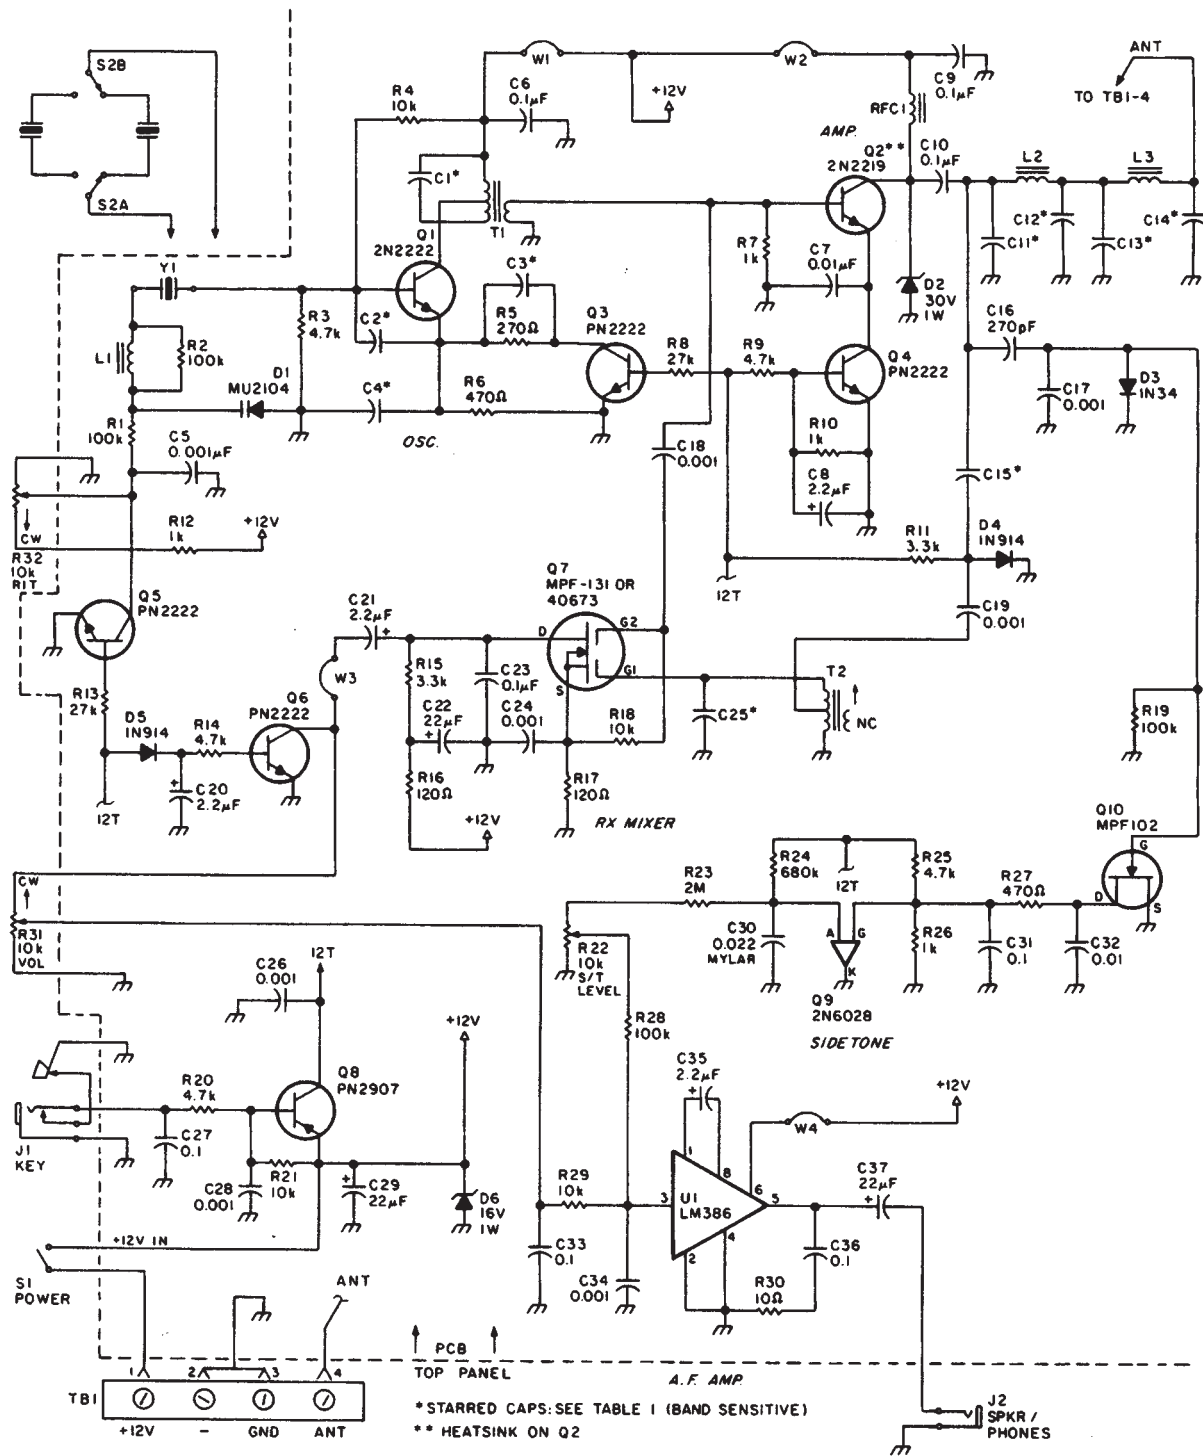 S2B
S2A
Y1
L1
R2
100k
R1
100k
C5
0.001µF
D1
MU2104
R3
4.7k
R4
10k
C6
0.1µF
W1
+12V
W2
C1*
T1
Q1
2N2222
C2*
C3*
R5
270Ω
C4*
R6
470Ω
OSC.
Q3
PN2222
R8
27k
R9
4.7k
R7
1k
C7
0.01µF
AMP.
Q2**
2N2219
RFC1
C9
0.1µF
C10
0.1µF
ANT
TO TB1-4
L2
L3
C11*
C12*
C13*
C14*
D2
30V
1W
Q4
PN2222
R10
1k
C8
2.2µF
C16
270pF
C17
0.001
D3
1N34
C15*
C18
0.001
R11
3.3k
D4
1N914
12T
C19
0.001
CW
R32
10k
RIT
R12
1k
+12V
Q5
PN2222
R13
27k
D5
1N914
R14
4.7k
Q6
PN2222
C20
2.2µF
12T
W3
C21
2.2µF
R15
3.3k
C22
22µF
C23
0.1µF
C24
0.001
R16
120Ω
+12V
Q7
MPF-131 OR
40673
D
G2
G1
S
R18
10k
R17
120Ω
RX MIXER
C25*
T2
NC
R19
100k
Q10
MPF102
G
D
S
CW
R31
10k
VOL
R23
2M
R24
680k
12T
R25
4.7k
R27
470Ω
R22
10k
S/T
LEVEL
C30
0.022
MYLAR
A
G
K
Q9
2N6028
R26
1k
C31
0.1
C32
0.01
SIDETONE
C26
0.001
12T
+12V
R20
4.7k
Q8
PN2907
J1
KEY
C27
0.1
C28
0.001
R21
10k
C29
22µF
D6
16V
1W
R28
100k
C35
2.2µF
+12V
W4
R29
10k
U1
LM386
1
8
6
3
5
4
2
C37
22µF
C33
0.1
C34
0.001
R30
10Ω
C36
0.1
+12V IN
S1
POWER
ANT
PCB
TOP PANEL
A.F. AMP.
1
2
3
4
TB1
+12V
–
GND
ANT
*STARRED CAPS: SEE TABLE 1 (BAND SENSITIVE)
** HEATSINK ON Q2
J2
SPKR/
PHONES